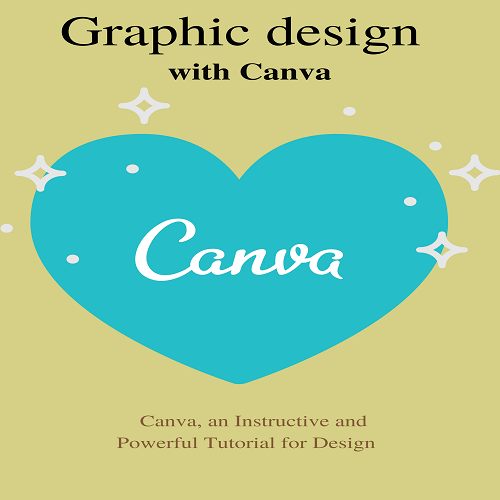 Graphic design
with Canva
Canva
Canva, an Instructive and
Powerful Tutorial for Design